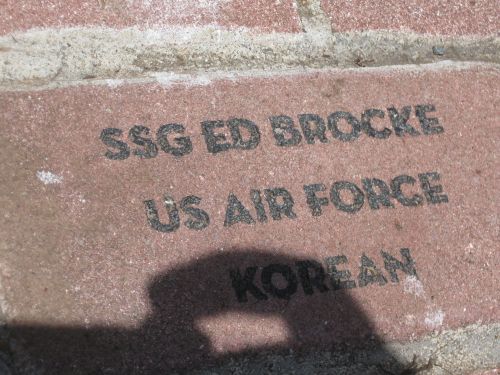 SSG ED BROCKE
US AIR FORCE
KOREAN